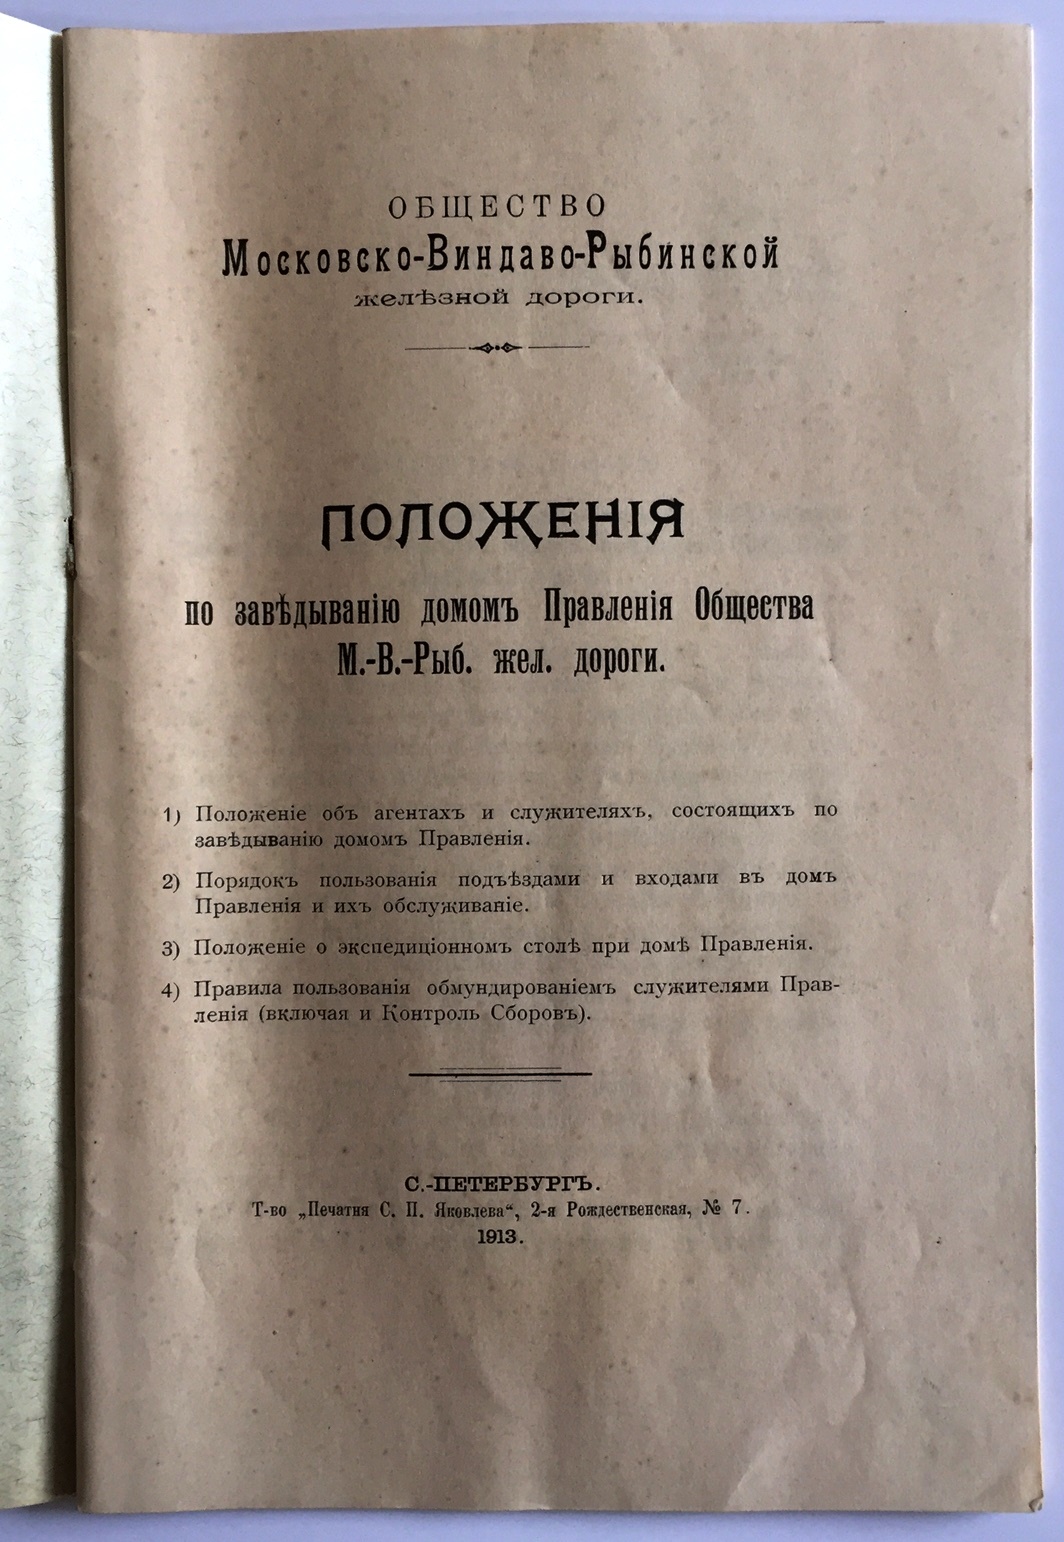 ОБЩЕСТВО
Московско-Виндаво-Рыбинской
желѣзной дороги.
ПОЛОЖЕНІЯ
по завѣдыванію домомъ Правленія Общества
М.-В.-Рыб. жел. дороги.
1) Положеніе объ агентахъ и служителяхъ, состоящихъ по
завѣдыванію домомъ Правленія.
2) Порядокъ пользованія подъѣздами и входами въ домъ
Правленія и ихъ обслуживаніе.
3) Положеніе о экспедиціонномъ столѣ при домѣ Правленія.
4) Правила пользованія обмундированіемъ служителями Прав-
ленія (включая и Контроль Сборовъ).
С.-ПЕТЕРБУРГЪ.
Т-во „Печатня С. П. Яковлева“, 2-я Рождественская, № 7.
1913.